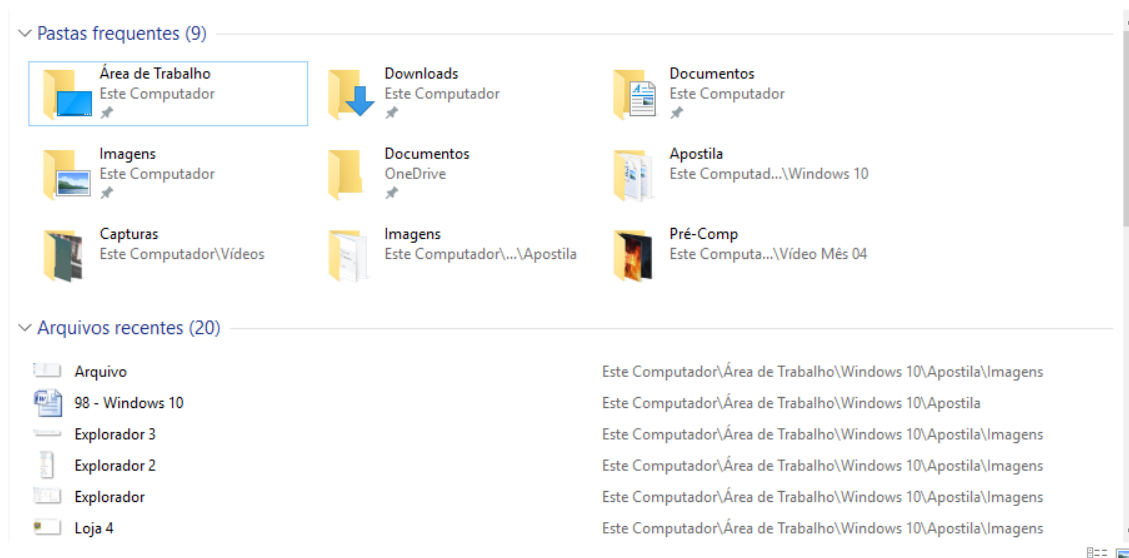 Pastas frequentes (9)
Área de Trabalho
Este Computador
Downloads
Este Computador
Documentos
Este Computador
Imagens
Este Computador
Documentos
OneDrive
Apostila
Este Computad...\Windows 10
Capturas
Este Computador\Vídeos
Imagens
Este Computador\...\Apostila
Pré-Comp
Este Computa...\Vídeo Mês 04
Arquivos recentes (20)
Arquivo Este Computador\Área de Trabalho\Windows 10\Apostila\Imagens
98 - Windows 10 Este Computador\Área de Trabalho\Windows 10\Apostila
Explorador 3 Este Computador\Área de Trabalho\Windows 10\Apostila\Imagens
Explorador 2 Este Computador\Área de Trabalho\Windows 10\Apostila\Imagens
Explorador Este Computador\Área de Trabalho\Windows 10\Apostila\Imagens
Loja 4 Este Computador\Área de Trabalho\Windows 10\Apostila\Imagens